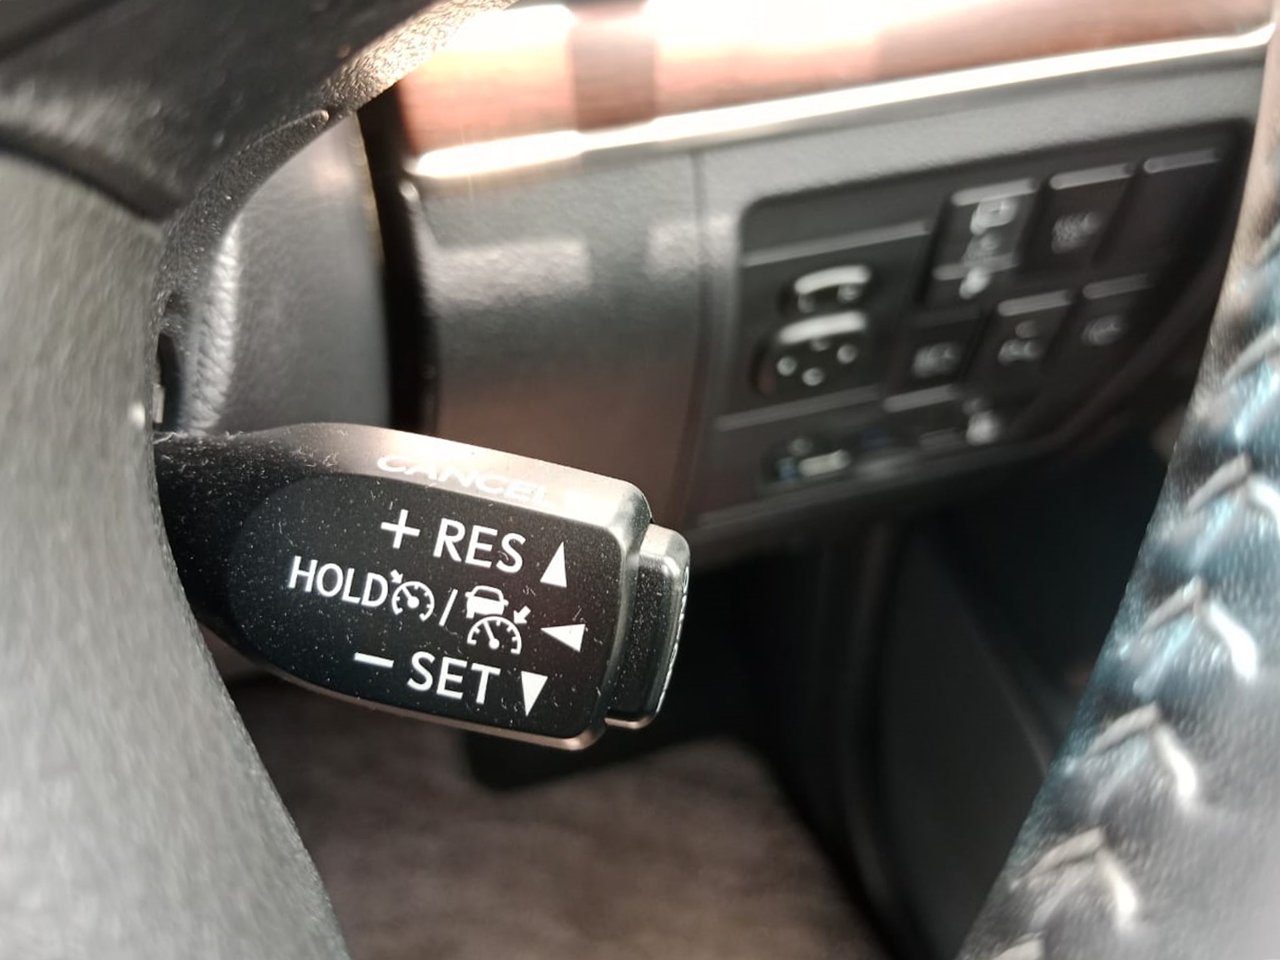 CANCEL
+ RES ▲
HOLD / ◀
− SET ▼